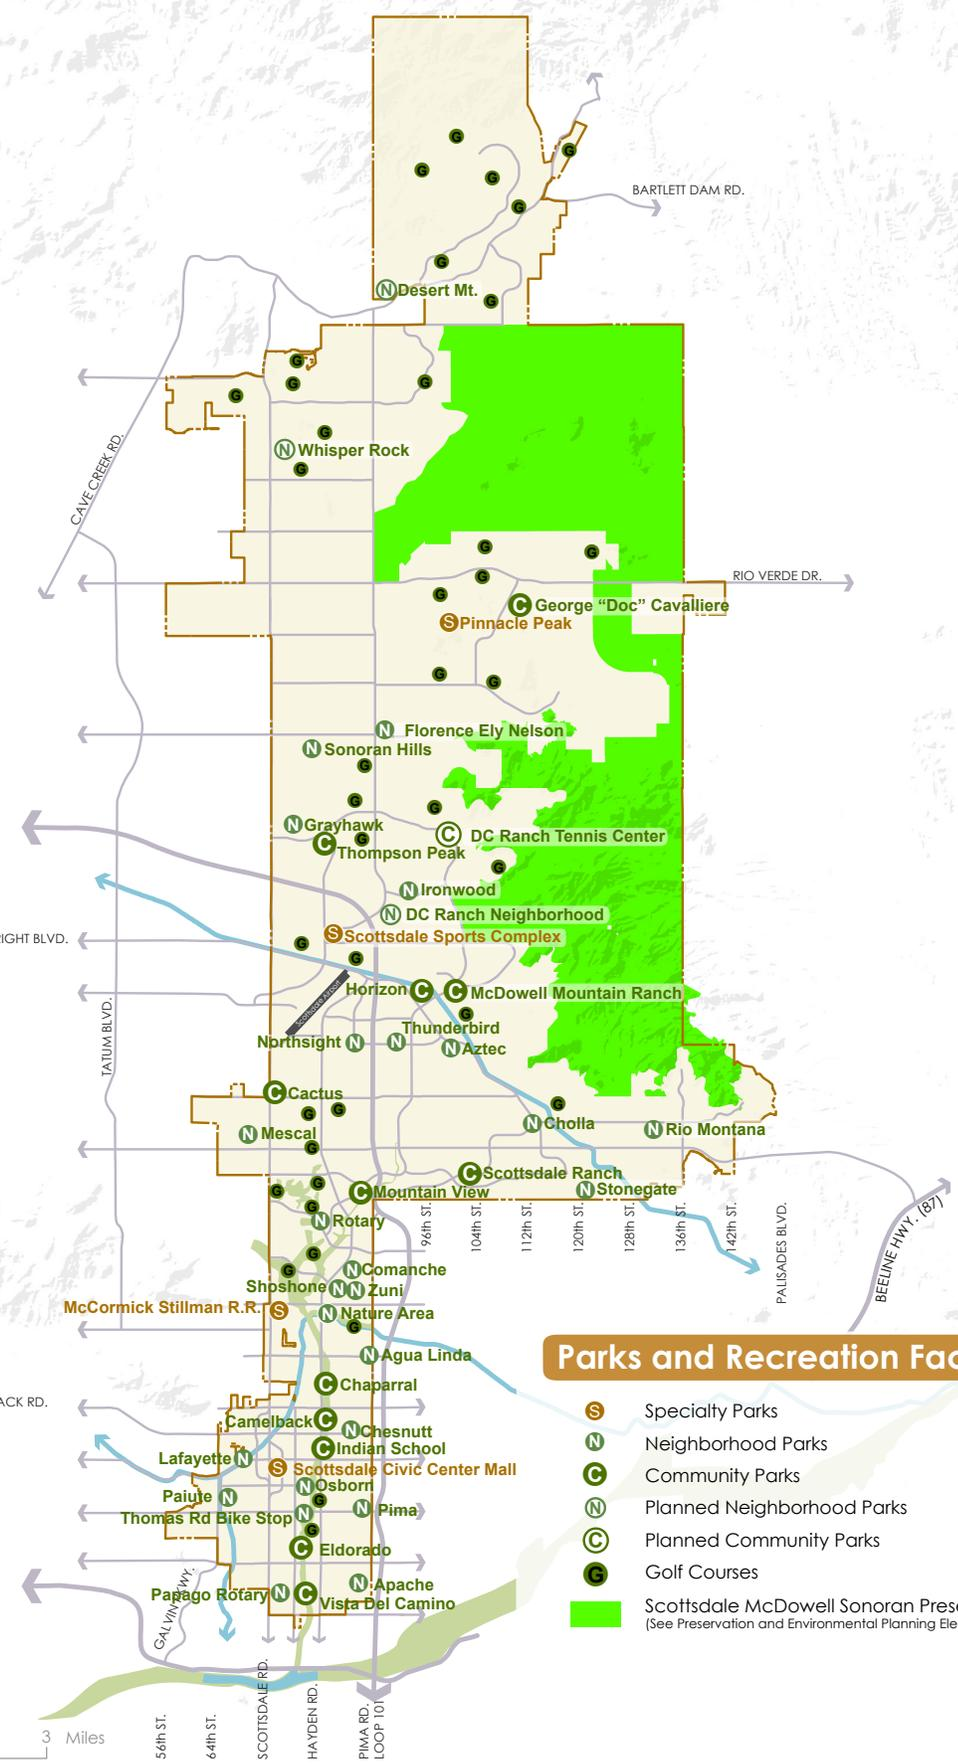 BARTLETT DAM RD.
N Desert Mt.
CAVE CREEK RD.
N Whisper Rock
RIO VERDE DR.
C George “Doc” Cavalliere
S Pinnacle Peak
N Florence Ely Nelson
N Sonoran Hills
N Grayhawk
C DC Ranch Tennis Center
C Thompson Peak
N Ironwood
N DC Ranch Neighborhood
S Scottsdale Sports Complex
RIGHT BLVD.
Horizon C
C McDowell Mountain Ranch
Scottsdale Airport
TATUM BLVD.
Thunderbird N
Northsight N
N Aztec
C Cactus
N Cholla
N Rio Montana
N Mescal
C Scottsdale Ranch
C Mountain View
N Stonegate
N Rotary
96th ST.
104th ST.
112th ST.
120th ST.
128th ST.
136th ST.
142th ST.
PALISADES BLVD.
BEELINE HWY. (87)
N Comanche
Shoshone N
N Zuni
McCormick Stillman R.R. S
N Nature Area
N Agua Linda
C Chaparral
ACK RD.
Camelback C
N Chesnutt
C Indian School
Lafayette N
S Scottsdale Civic Center Mall
N Osborn
Paiute N
N Pima
Thomas Rd Bike Stop N
C Eldorado
N Apache
Papago Rotary N
C Vista Del Camino
GALVIN PKWY.
Parks and Recreation Fac
S Specialty Parks
N Neighborhood Parks
C Community Parks
N Planned Neighborhood Parks
C Planned Community Parks
G Golf Courses
Scottsdale McDowell Sonoran Prese
(See Preservation and Environmental Planning Ele
3 Miles
56th ST.
64th ST.
SCOTTSDALE RD.
HAYDEN RD.
PIMA RD.
LOOP 101